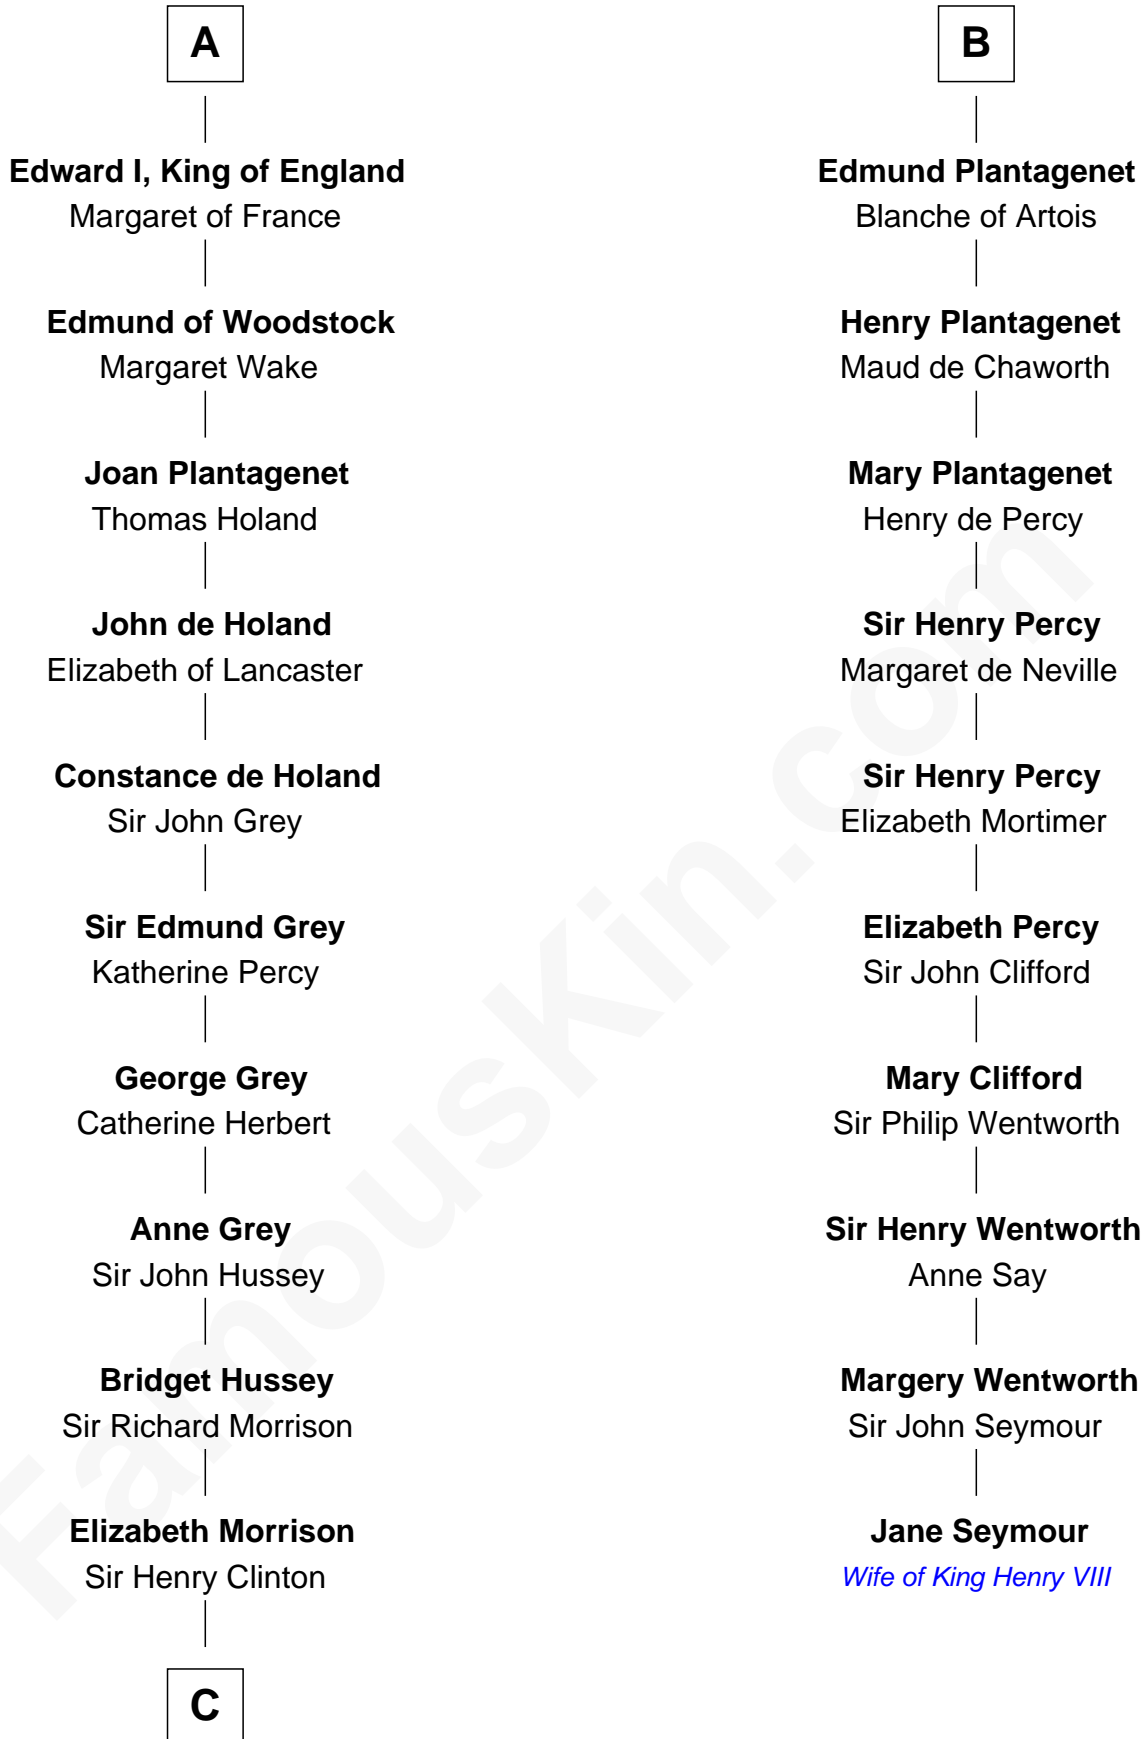 A
Edward I, King of England
Margaret of France
Edmund of Woodstock
Margaret Wake
Joan Plantagenet
Thomas Holand
John de Holand
Elizabeth of Lancaster
Constance de Holand
Sir John Grey
Sir Edmund Grey
Katherine Percy
George Grey
Catherine Herbert
Anne Grey
Sir John Hussey
Bridget Hussey
Sir Richard Morrison
Elizabeth Morrison
Sir Henry Clinton
C
B
Edmund Plantagenet
Blanche of Artois
Henry Plantagenet
Maud de Chaworth
Mary Plantagenet
Henry de Percy
Sir Henry Percy
Margaret de Neville
Sir Henry Percy
Elizabeth Mortimer
Elizabeth Percy
Sir John Clifford
Mary Clifford
Sir Philip Wentworth
Sir Henry Wentworth
Anne Say
Margery Wentworth
Sir John Seymour
Jane Seymour
Wife of King Henry VIII
FamousKin.com